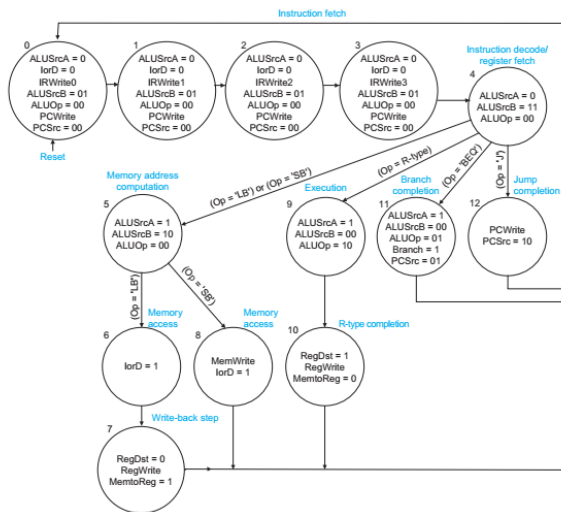 Instruction fetch
0
ALUSrcA = 0
IorD = 0
IRWrite0
ALUSrcB = 01
ALUOp = 00
PCWrite
PCSrc = 00
Reset
1
ALUSrcA = 0
IorD = 0
IRWrite1
ALUSrcB = 01
ALUOp = 00
PCWrite
PCSrc = 00
2
ALUSrcA = 0
IorD = 0
IRWrite2
ALUSrcB = 01
ALUOp = 00
PCWrite
PCSrc = 00
3
ALUSrcA = 0
IorD = 0
IRWrite3
ALUSrcB = 01
ALUOp = 00
PCWrite
PCSrc = 00
Instruction decode/
register fetch
4
ALUSrcA = 0
ALUSrcB = 11
ALUOp = 00
(Op = 'LB') or (Op = 'SB')
(Op = R-type)
(Op = 'BEQ')
(Op = 'J')
Memory address
computation
5
ALUSrcA = 1
ALUSrcB = 10
ALUOp = 00
Execution
9
ALUSrcA = 1
ALUSrcB = 00
ALUOp = 10
Branch
completion
11
ALUSrcA = 1
ALUSrcB = 00
ALUOp = 01
Branch = 1
PCSrc = 01
Jump
completion
12
PCWrite
PCSrc = 10
(Op = 'LB')
(Op = 'SB')
Memory
access
6
IorD = 1
Memory
access
8
MemWrite
IorD = 1
R-type completion
10
RegDst = 1
RegWrite
MemtoReg = 0
Write-back step
7
RegDst = 0
RegWrite
MemtoReg = 1